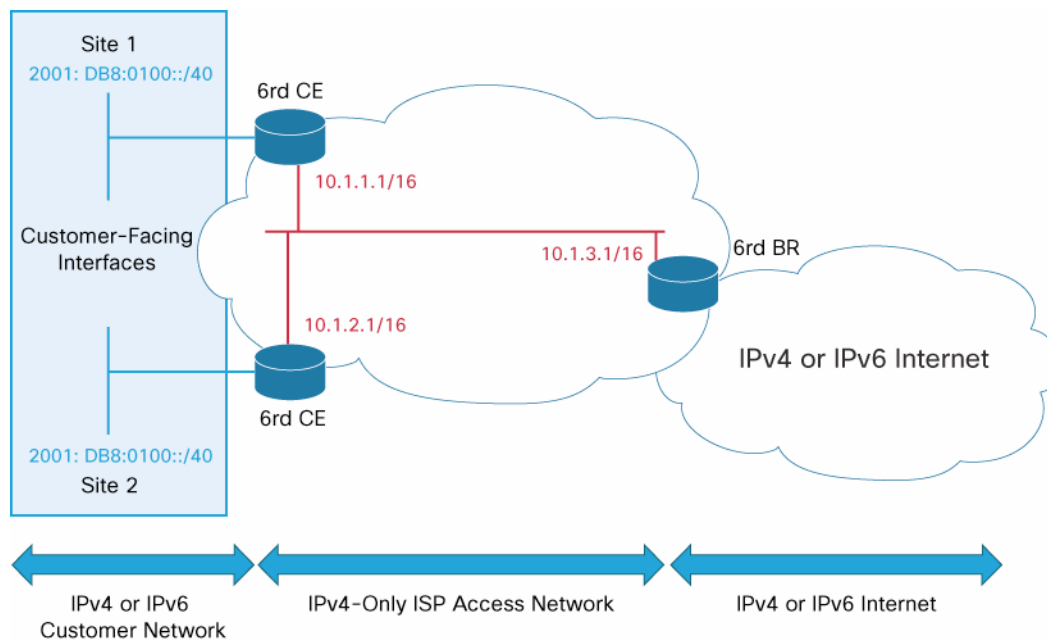 Site 1
2001: DB8:0100::/40
6rd CE
10.1.1.1/16
Customer-Facing
Interfaces
10.1.3.1/16
6rd BR
10.1.2.1/16
IPv4 or IPv6 Internet
6rd CE
2001: DB8:0100::/40
Site 2
IPv4 or IPv6
Customer Network
IPv4-Only ISP Access Network
IPv4 or IPv6 Internet